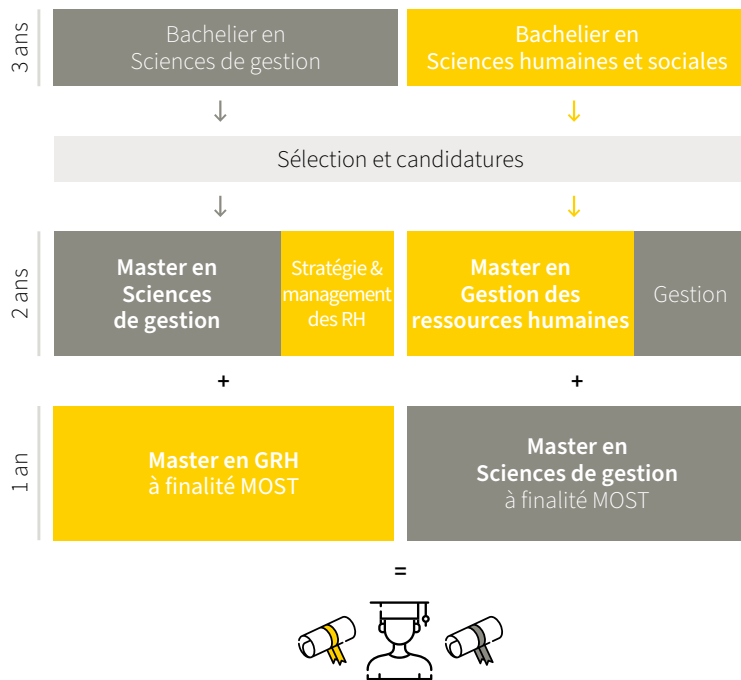 3 ans
Bachelier en
Sciences de gestion
Bachelier en
Sciences humaines et sociales
↓
↓
Sélection et candidatures
↓
↓
2 ans
Master en
Sciences
de gestion
Stratégie &
management
des RH
Master en
Gestion des
ressources humaines
Gestion
+
+
1 an
Master en GRH
à finalité MOST
Master en
Sciences de gestion
à finalité MOST
=